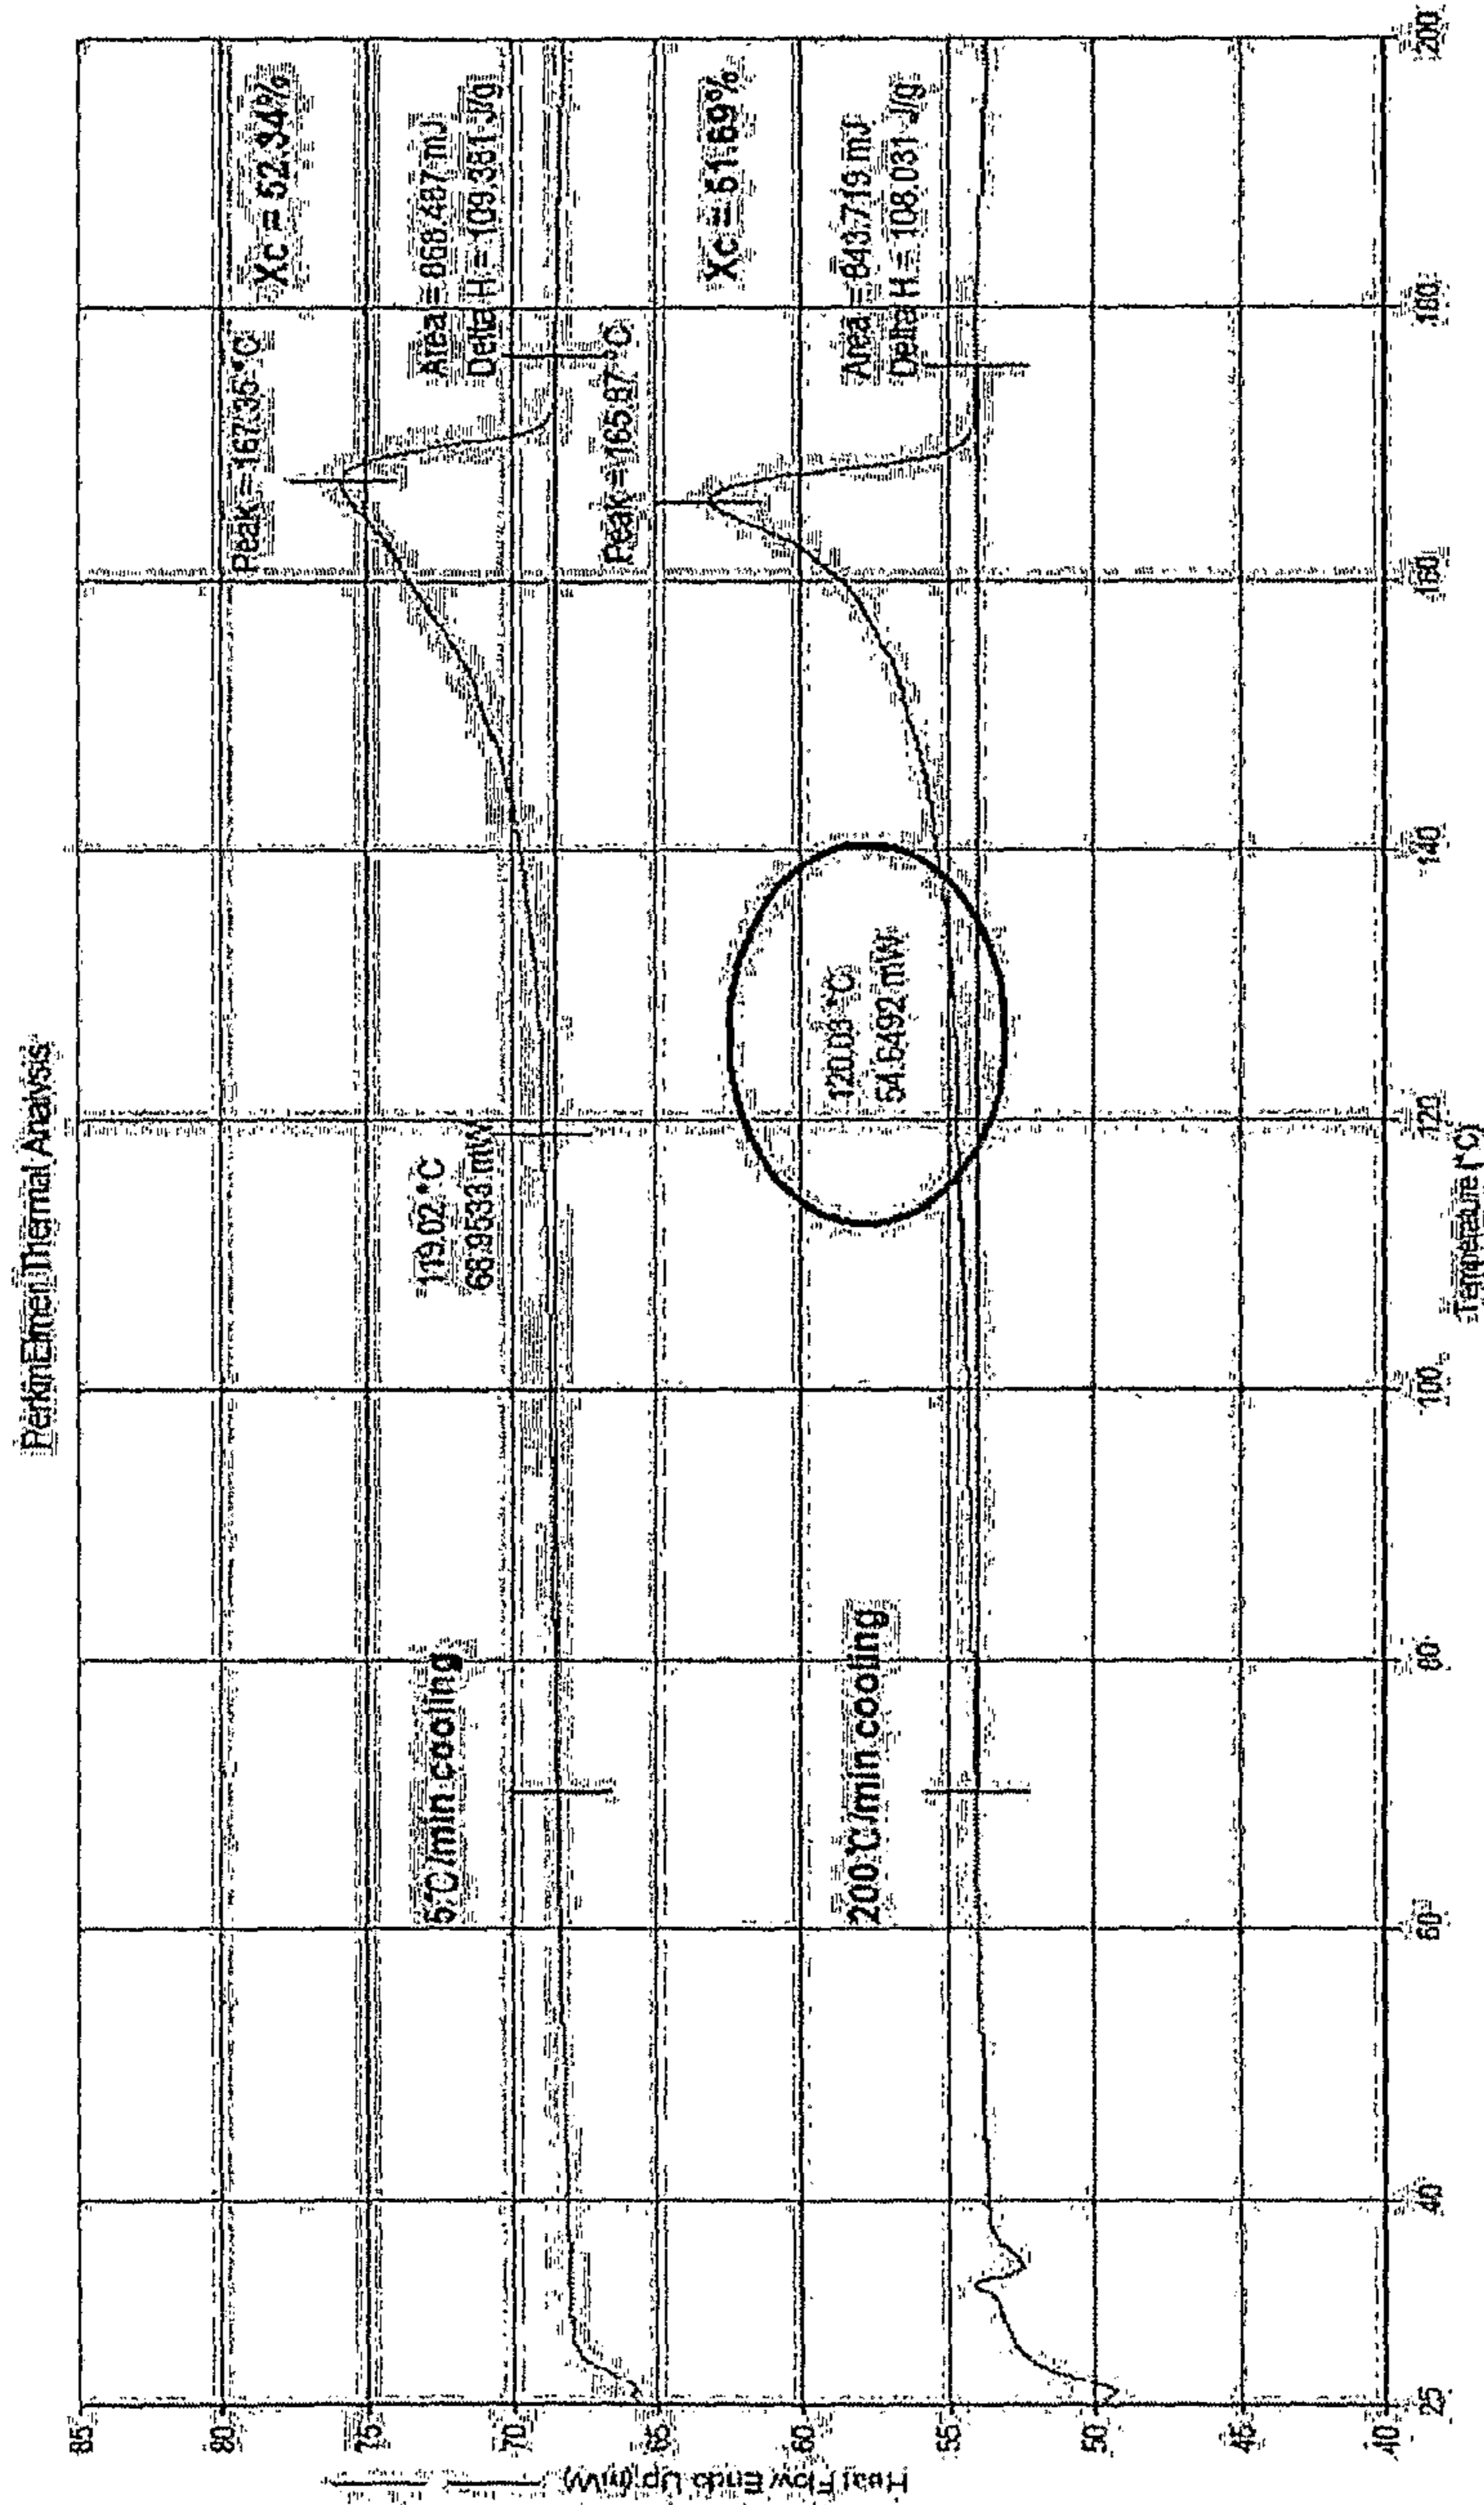 PerkinElmer Thermal Analysis
Peak = 167.35 °C
Xc = 52.34%
Area = 868.487 mJ
Delta H = 109.381 J/g
119.02 °C
68.9533 mW
5℃/min cooling
Peak = 165.87 °C
Xc = 51.69%
Area = 843.719 mJ
Delta H = 108.031 J/g
120.03 °C
54.6492 mW
200℃/min cooling
Heat Flow Endo Up (mW)
85
80
75
70
65
60
55
50
45
40
25
40
60
80
100
120
140
160
180
200
Temperature (°C)